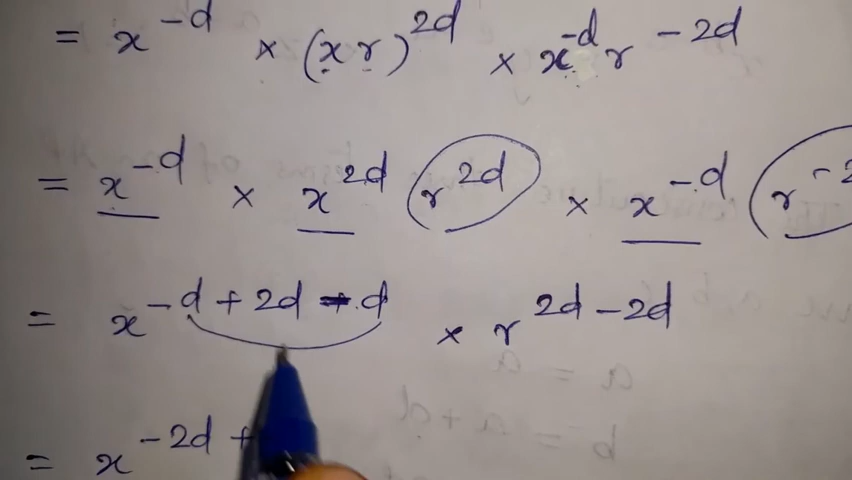 = x^{-d} × (x r)^{2d} × x^{-d} r^{-2d}
= x^{-d} × x^{2d} r^{2d} × x^{-d} r^{-2
= x^{-d+2d-d} × r^{2d-2d}
= x^{-2d+